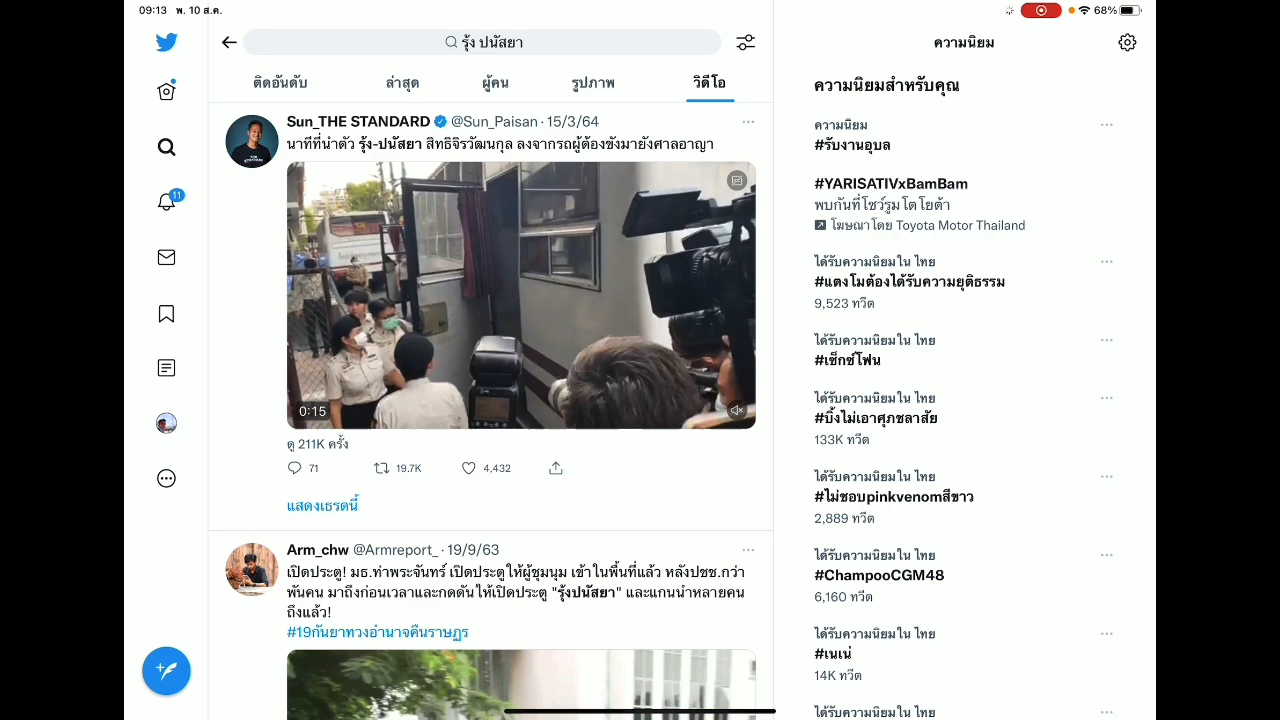 09:13 พ. 10 ส.ค.
68%
รุ้ง ปนัสยา
ติดอันดับ
ล่าสุด
ผู้คน
รูปภาพ
วิดีโอ
11
Sun_THE STANDARD @Sun_Paisan · 15/3/64
นาทีที่นำตัว รุ้ง-ปนัสยา สิทธิจิรวัฒนกุล ลงจากรถผู้ต้องขังมายังศาลอาญา
0:15
ดู 211K ครั้ง
71
19.7K
4,432
แสดงเธรดนี้
Arm_chw @Armreport_ · 19/9/63
เปิดประตู! มธ.ท่าพระจันทร์ เปิดประตูให้ผู้ชุมนุม เข้าในพื้นที่แล้ว หลังปชช.กว่า
พันคน มาถึงก่อนเวลาและกดดันให้เปิดประตู "รุ้งปนัสยา" และแกนนำหลายคน
ถึงแล้ว!
#19กันยาทวงอำนาจคืนราษฎร
ความนิยม
ความนิยมสำหรับคุณ
ความนิยม
#รับงานอุบล
#YARISATIVxBamBam
พบกันที่โชว์รูมโตโยต้า
โฆษณาโดย Toyota Motor Thailand
ได้รับความนิยมใน ไทย
#แตงโมต้องได้รับความยุติธรรม
9,523 ทวีต
ได้รับความนิยมใน ไทย
#เซ็กซ์โฟน
ได้รับความนิยมใน ไทย
#บิ้งไม่เอาศุภชลาสัย
133K ทวีต
ได้รับความนิยมใน ไทย
#ไม่ชอบpinkvenomสีขาว
2,889 ทวีต
ได้รับความนิยมใน ไทย
#ChampooCGM48
6,160 ทวีต
ได้รับความนิยมใน ไทย
#เนเน่
14K ทวีต
ได้รับความนิยมใน ไทย